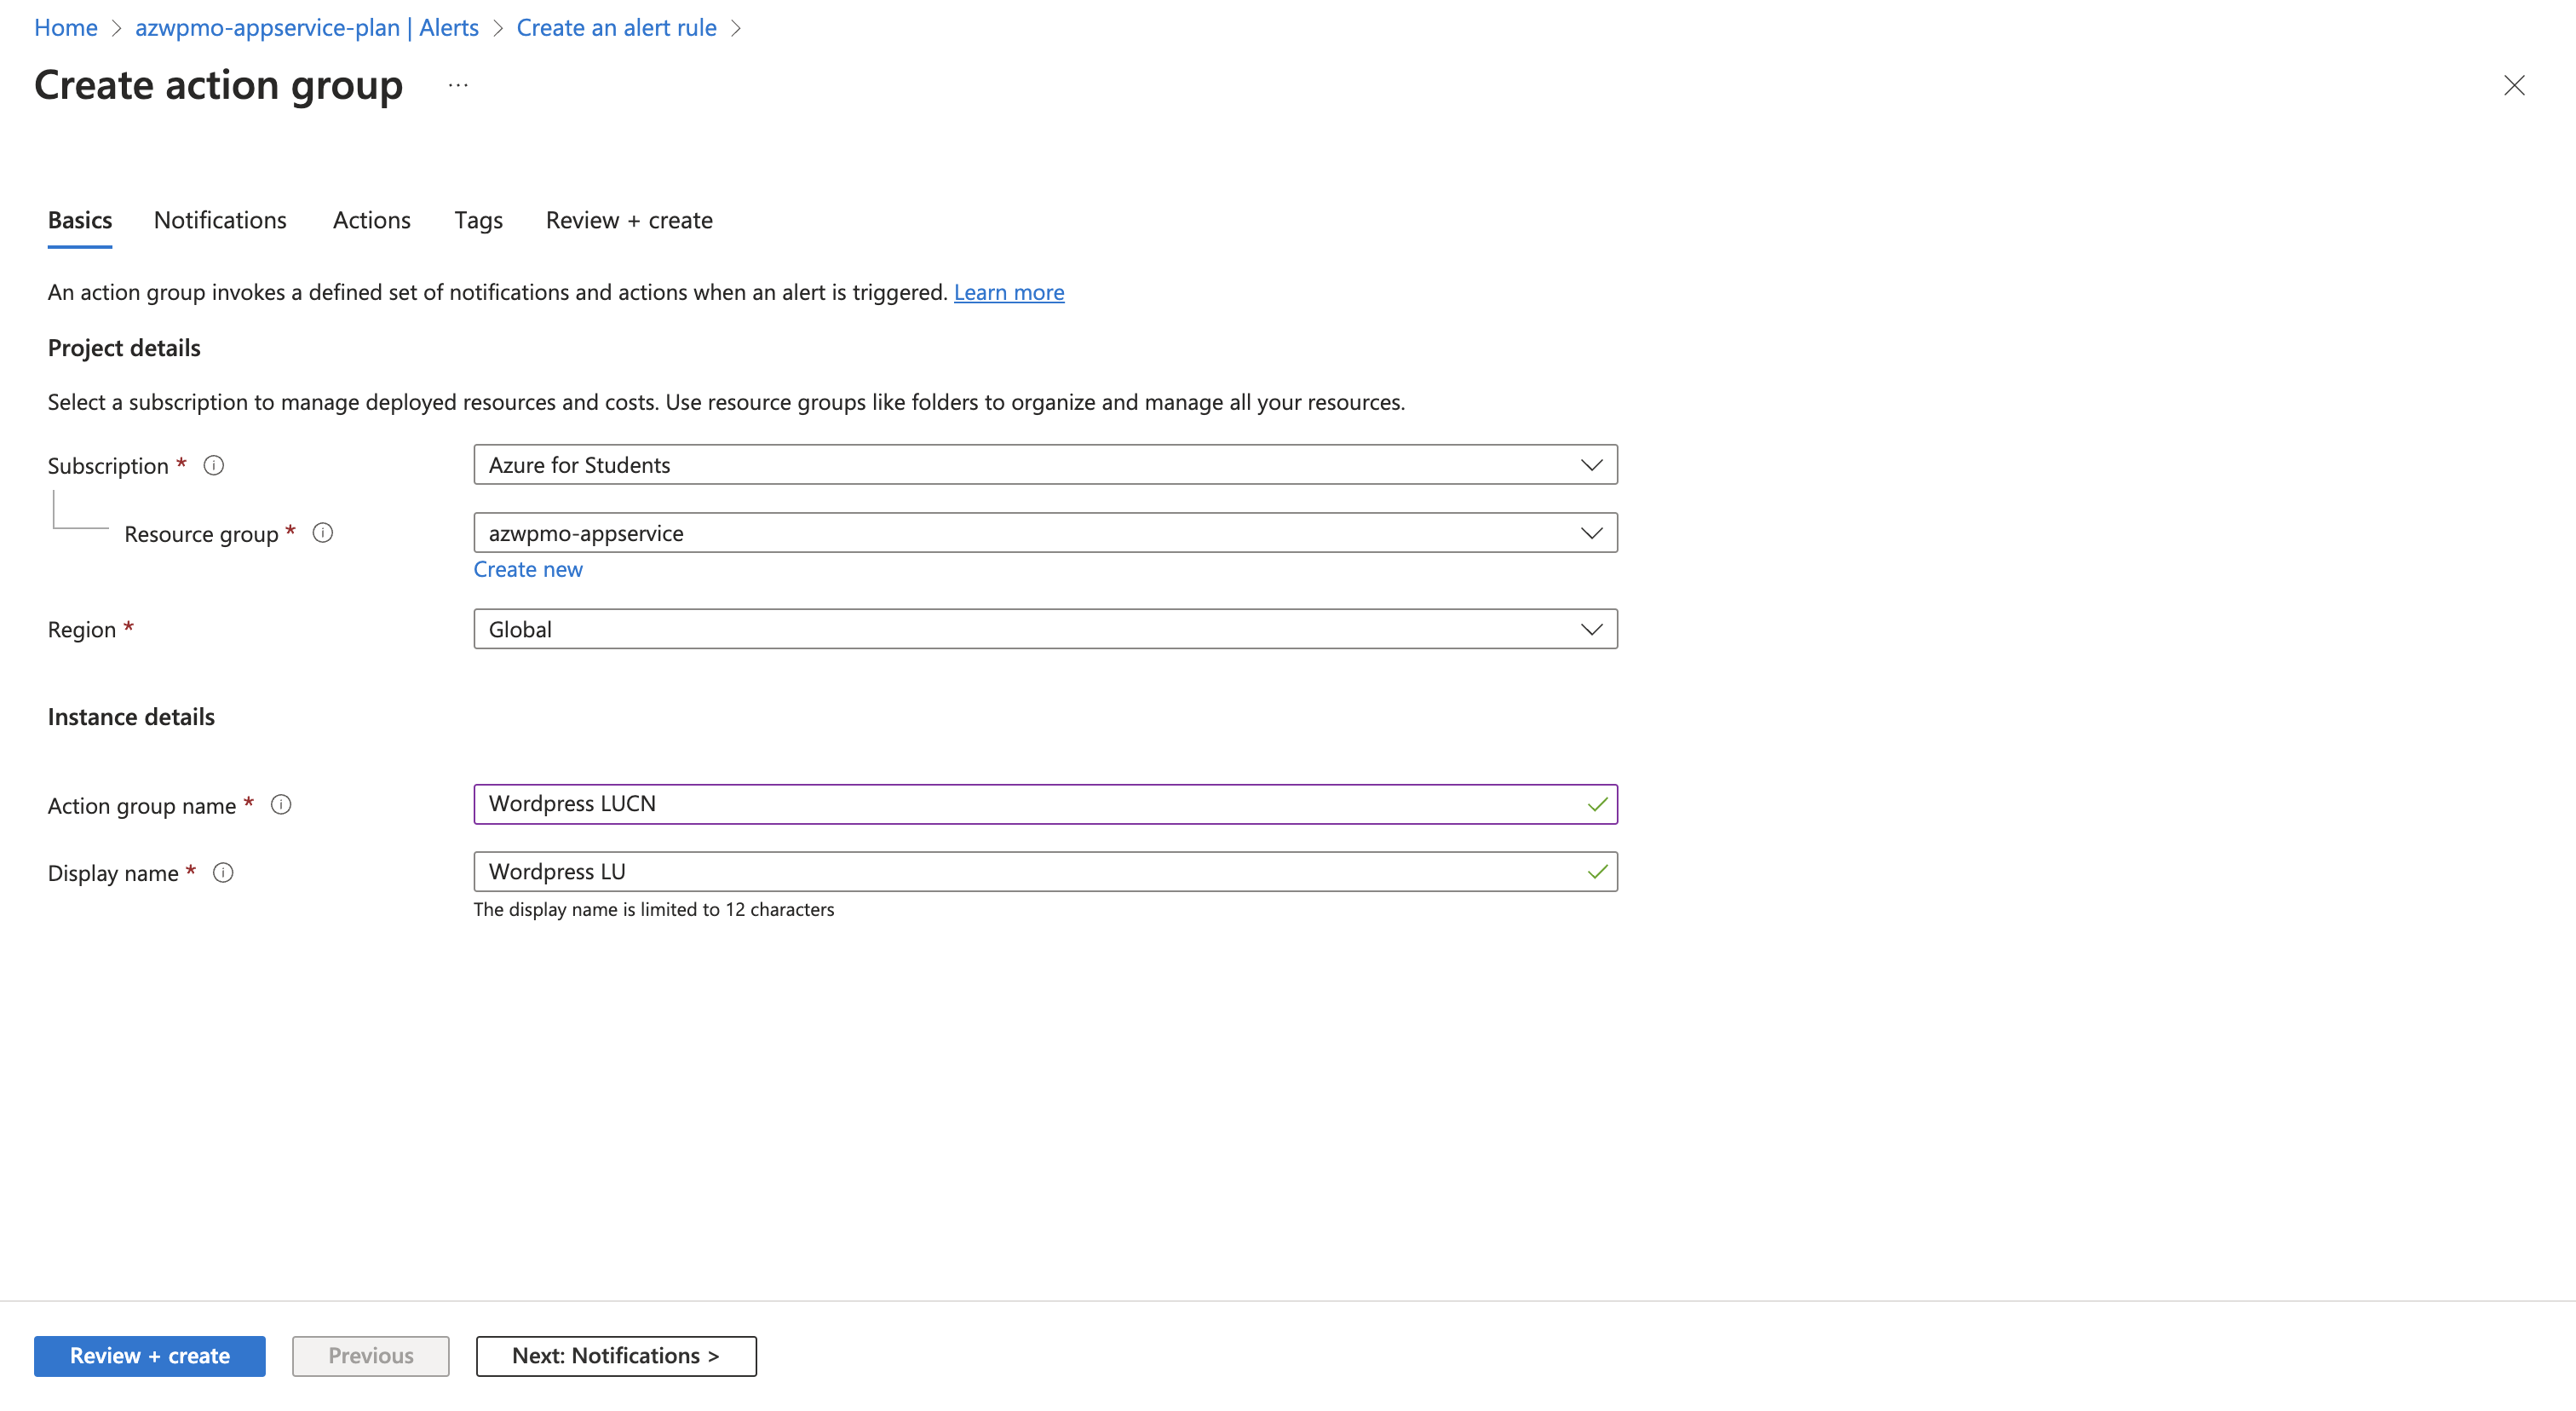 Home > azwpmo-appservice-plan | Alerts > Create an alert rule >
Create action group ...
Basics Notifications Actions Tags Review + create
An action group invokes a defined set of notifications and actions when an alert is triggered. Learn more
Project details
Select a subscription to manage deployed resources and costs. Use resource groups like folders to organize and manage all your resources.
Subscription * Azure for Students
Resource group * azwpmo-appservice
Create new
Region * Global
Instance details
Action group name * Wordpress LUCN
Display name * Wordpress LU
The display name is limited to 12 characters
Review + create Previous Next: Notifications >